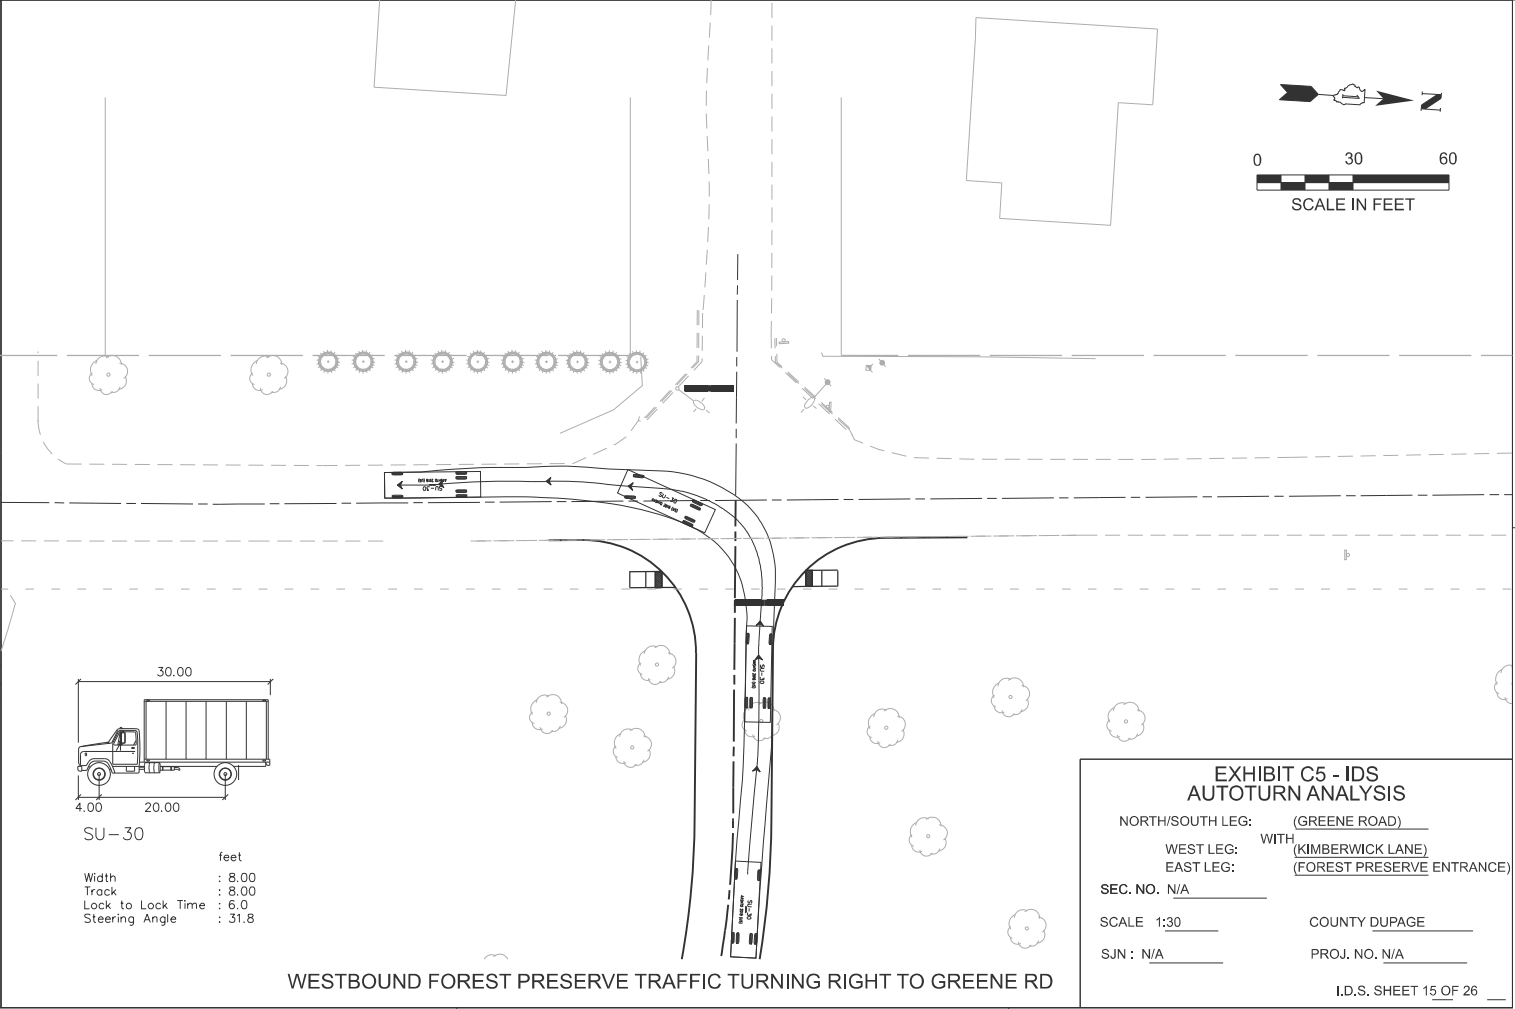 N
0 30 60
SCALE IN FEET
SU-30
SU-30
SU-30
SU-30
30.00
4.00 20.00
SU-30
feet
Width : 8.00
Track : 8.00
Lock to Lock Time : 6.0
Steering Angle : 31.8
WESTBOUND FOREST PRESERVE TRAFFIC TURNING RIGHT TO GREENE RD
EXHIBIT C5 - IDS
AUTOTURN ANALYSIS
NORTH/SOUTH LEG: (GREENE ROAD)
WITH
WEST LEG: (KIMBERWICK LANE)
EAST LEG: (FOREST PRESERVE ENTRANCE)
SEC. NO. N/A
SCALE 1:30 COUNTY DUPAGE
SJN : N/A PROJ. NO. N/A
I.D.S. SHEET 15 OF 26